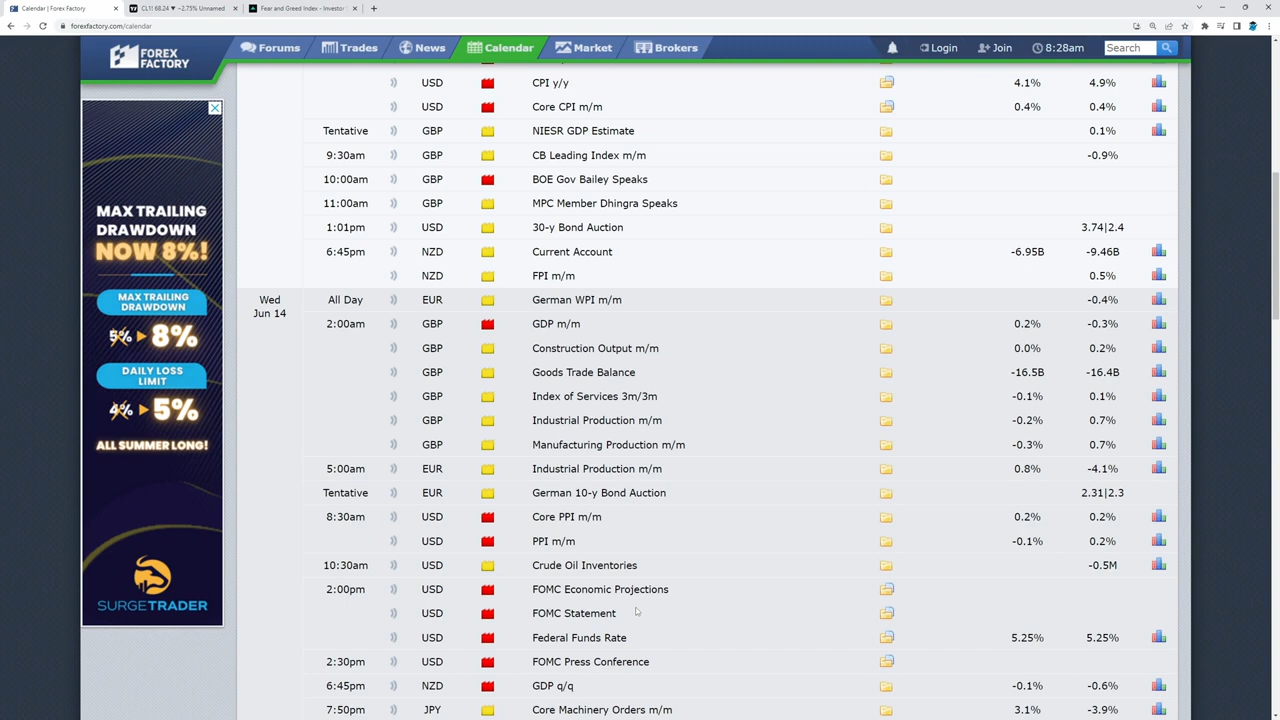 Calendar | Forex Factory
CL1! 68.24 ▼ −2.75% Unnamed
Fear and Greed Index - Investor S
forexfactory.com/calendar
FOREX
FACTORY
Forums
Trades
News
Calendar
Market
Brokers
Login
Join
8:28am
Search
MAX TRAILING
DRAWDOWN
NOW 8%!
MAX TRAILING
DRAWDOWN
5% ▶ 8%
DAILY LOSS
LIMIT
4% ▶ 5%
ALL SUMMER LONG!
SURGETRADER
USD CPI y/y 4.1% 4.9%
USD Core CPI m/m 0.4% 0.4%
Tentative GBP NIESR GDP Estimate 0.1%
9:30am GBP CB Leading Index m/m -0.9%
10:00am GBP BOE Gov Bailey Speaks
11:00am GBP MPC Member Dhingra Speaks
1:01pm USD 30-y Bond Auction 3.74|2.4
6:45pm NZD Current Account -6.95B -9.46B
NZD FPI m/m 0.5%
Wed All Day EUR German WPI m/m -0.4%
Jun 14
2:00am GBP GDP m/m 0.2% -0.3%
GBP Construction Output m/m 0.0% 0.2%
GBP Goods Trade Balance -16.5B -16.4B
GBP Index of Services 3m/3m -0.1% 0.1%
GBP Industrial Production m/m -0.2% 0.7%
GBP Manufacturing Production m/m -0.3% 0.7%
5:00am EUR Industrial Production m/m 0.8% -4.1%
Tentative EUR German 10-y Bond Auction 2.31|2.3
8:30am USD Core PPI m/m 0.2% 0.2%
USD PPI m/m -0.1% 0.2%
10:30am USD Crude Oil Inventories -0.5M
2:00pm USD FOMC Economic Projections
USD FOMC Statement
USD Federal Funds Rate 5.25% 5.25%
2:30pm USD FOMC Press Conference
6:45pm NZD GDP q/q -0.1% -0.6%
7:50pm JPY Core Machinery Orders m/m 3.1% -3.9%